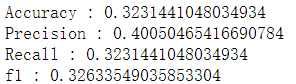 Accuracy : 0.3231441048034934
Precision : 0.40050465416690784
Recall : 0.3231441048034934
f1 : 0.32633549035853304